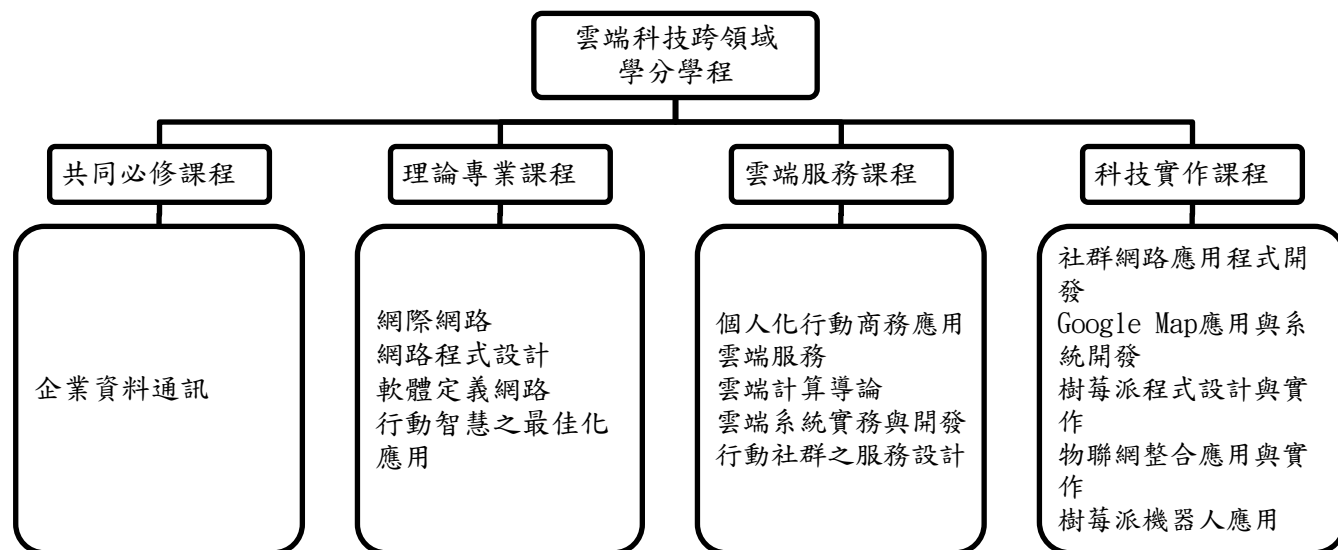 雲端科技跨領域
學分學程
共同必修課程
理論專業課程
雲端服務課程
科技實作課程
企業資料通訊
網際網路
網路程式設計
軟體定義網路
行動智慧之最佳化
應用
個人化行動商務應用
雲端服務
雲端計算導論
雲端系統實務與開發
行動社群之服務設計
社群網路應用程式開
發
Google Map應用與系
統開發
樹莓派程式設計與實
作
物聯網整合應用與實
作
樹莓派機器人應用